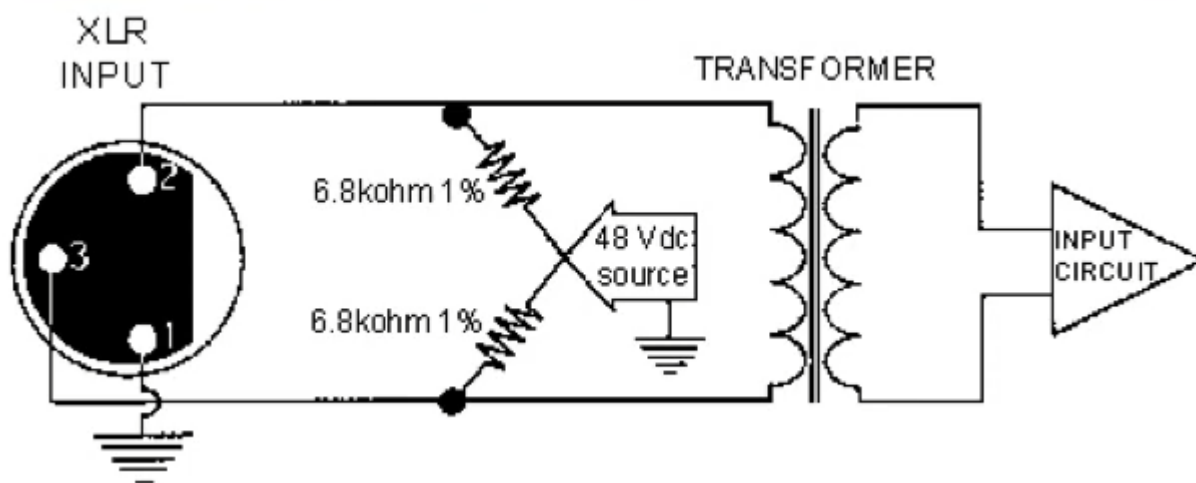 XLR
INPUT
TRANSFORMER
2
6.8kohm 1%
3
48 Vdc
source
INPUT
CIRCUIT
6.8kohm 1%
1